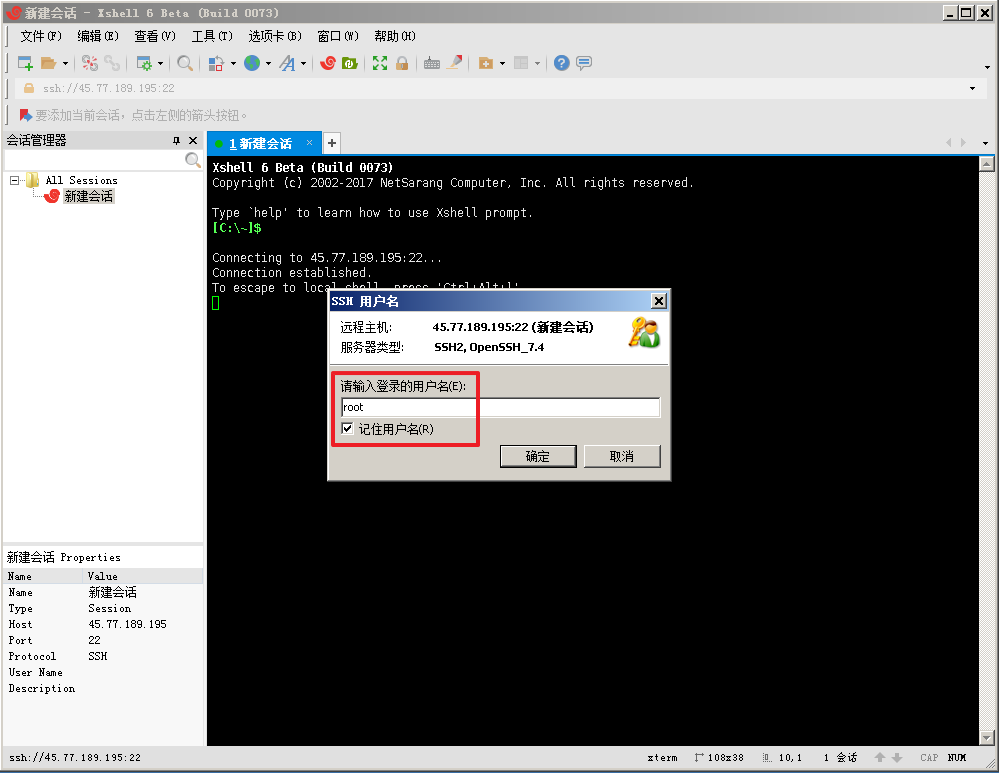 新建会话 - Xshell 6 Beta (Build 0073)
文件(F) 编辑(E) 查看(V) 工具(T) 选项卡(B) 窗口(W) 帮助(H)
ssh://45.77.189.195:22
要添加当前会话，点击左侧的箭头按钮。
会话管理器
1 新建会话
All Sessions
新建会话
Xshell 6 Beta (Build 0073)
Copyright (c) 2002-2017 NetSarang Computer, Inc. All rights reserved.
Type `help' to learn how to use Xshell prompt.
[C:\~]$
Connecting to 45.77.189.195:22...
Connection established.
To escape to local shell, press 'Ctrl+Alt+]'.
SSH 用户名
远程主机: 45.77.189.195:22 (新建会话)
服务器类型: SSH2, OpenSSH_7.4
请输入登录的用户名(E):
root
记住用户名(R)
确定 取消
新建会话 Properties
Name Value
Name 新建会话
Type Session
Host 45.77.189.195
Port 22
Protocol SSH
User Name
Description
ssh://45.77.189.195:22 xterm 108x38 10,1 1 会话 CAP NUM